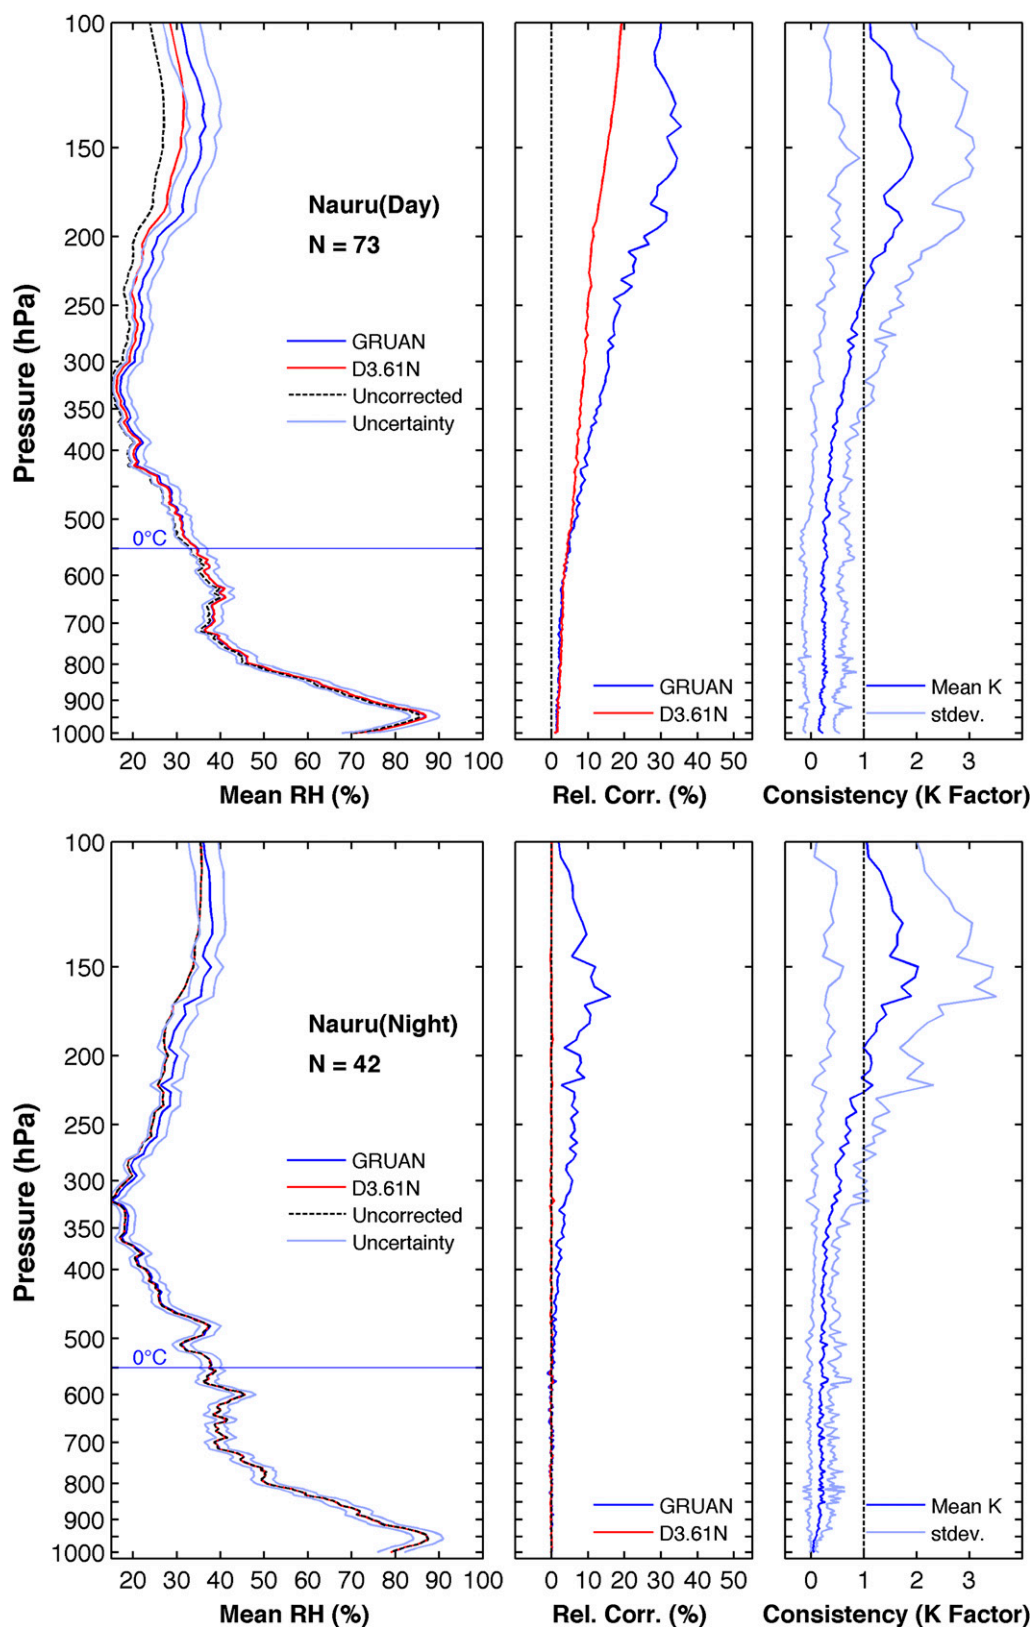 100
150
200
250
300
350
400
500
600
700
800
900
1000
Pressure (hPa)
Nauru(Day)
N = 73
GRUAN
D3.61N
Uncorrected
Uncertainty
0°C
20 30 40 50 60 70 80 90 100
Mean RH (%)
GRUAN
D3.61N
0 10 20 30 40 50
Rel. Corr. (%)
Mean K
stdev.
0 1 2 3
Consistency (K Factor)
100
150
200
250
300
350
400
500
600
700
800
900
1000
Pressure (hPa)
Nauru(Night)
N = 42
GRUAN
D3.61N
Uncorrected
Uncertainty
0°C
20 30 40 50 60 70 80 90 100
Mean RH (%)
GRUAN
D3.61N
0 10 20 30 40 50
Rel. Corr. (%)
Mean K
stdev.
0 1 2 3
Consistency (K Factor)